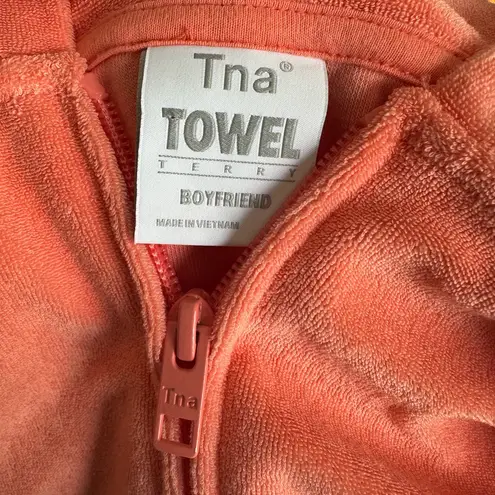 Tna®
TOWEL
TERRY
BOYFRIEND
MADE IN VIETNAM
Tna